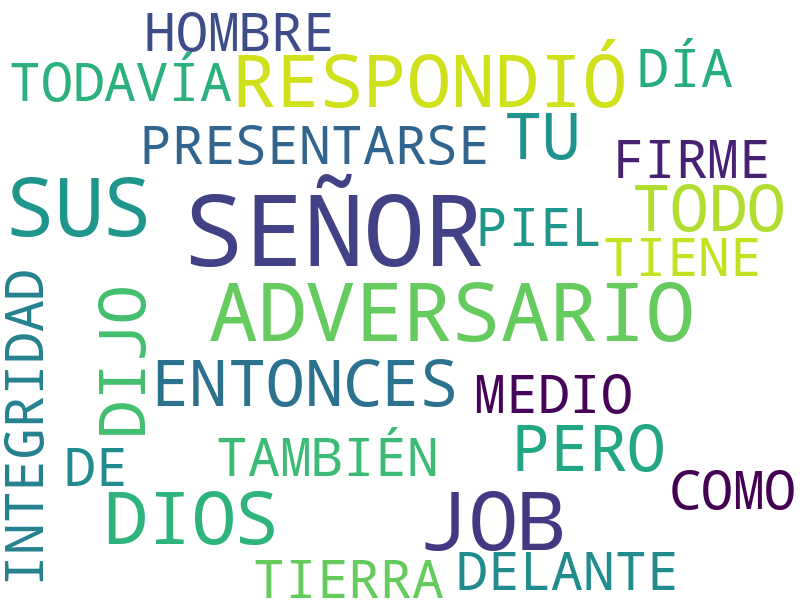 HOMBRE
TODAVÍA RESPONDIÓ DÍA
PRESENTARSE TU FIRME
SUS SEÑOR PIEL TODO
TIENE
INTEGRIDAD DIJO ADVERSARIO
ENTONCES MEDIO
DE TAMBIÉN PERO
COMO
DIOS JOB
TIERRA DELANTE